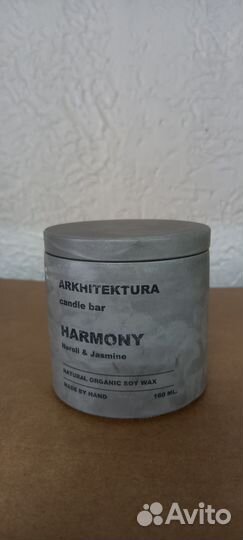 ARKHITEKTURA
candle bar
HARMONY
Neroli & Jasmine
NATURAL ORGANIC SOY WAX
MADE BY HAND 160 ML.
Avito